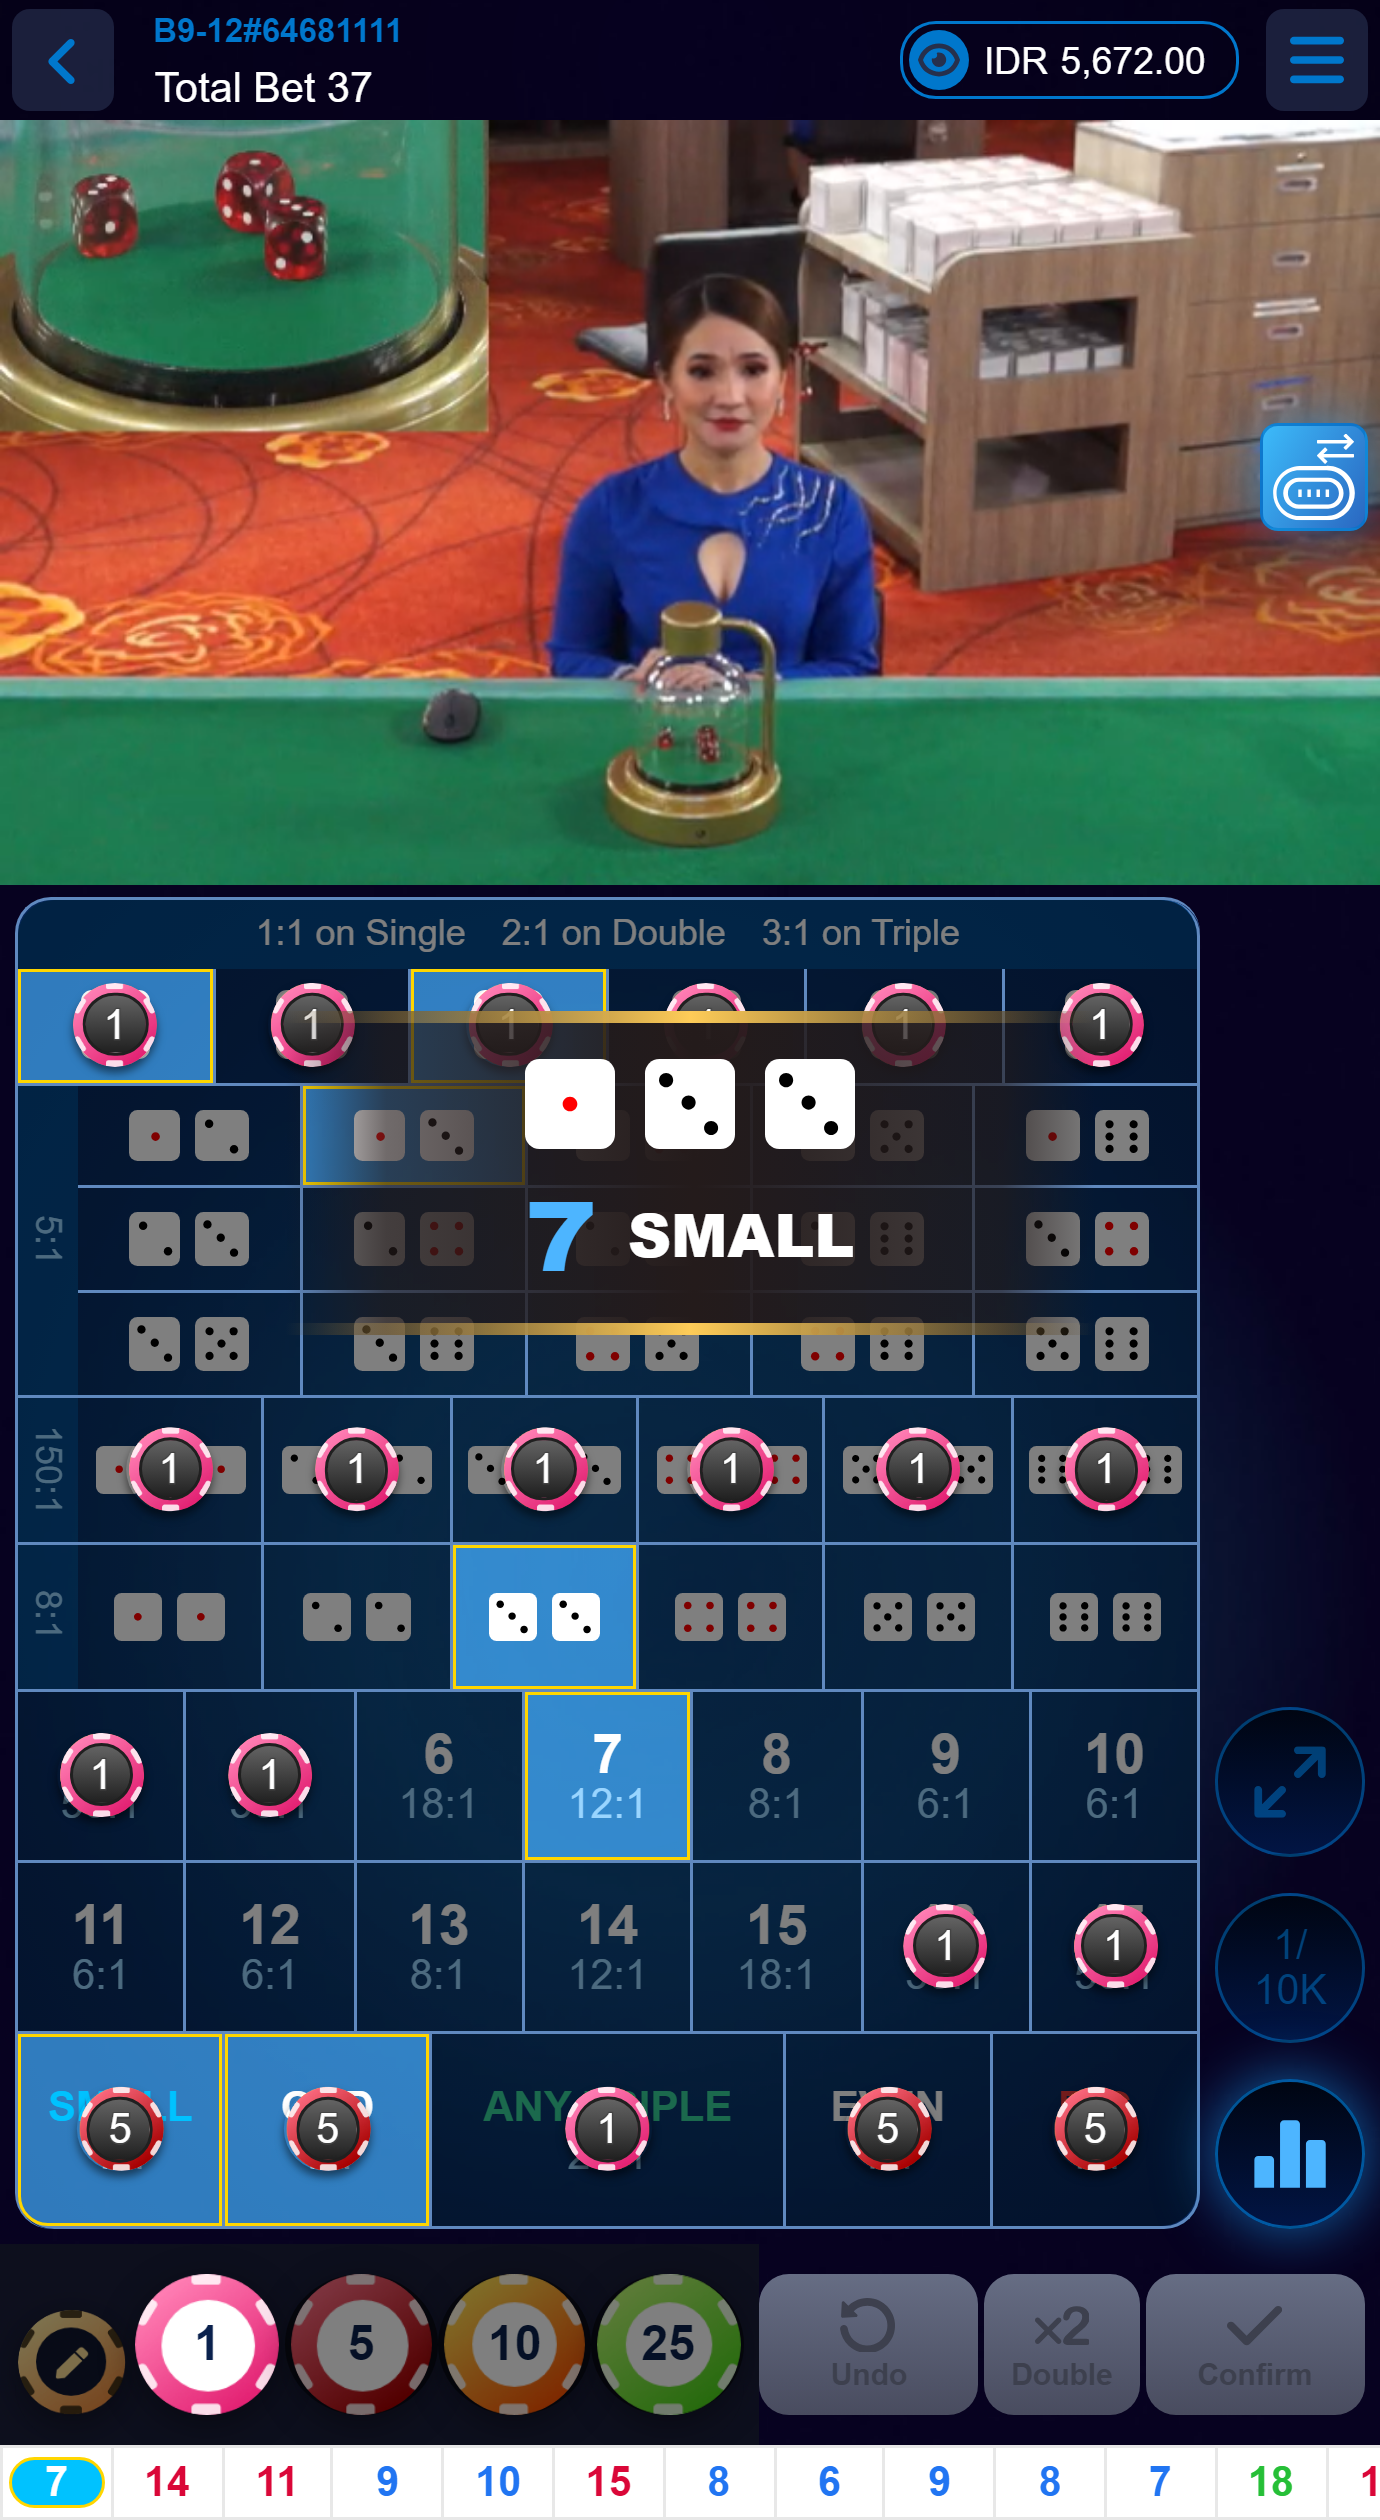 B9-12#64681111
Total Bet 37
IDR 5,672.00
1:1 on Single 2:1 on Double 3:1 on Triple
1 1 1 1 1 1
5:1
7 SMALL
150:1
1 1 1 1 1 1
8:1
1 1 6 7 8 9 10
18:1 12:1 8:1 6:1 6:1
11 12 13 14 15 1 1
6:1 6:1 8:1 12:1 18:1
1/
10K
5 5 1 5 5
1 5 10 25
Undo
x2
Double
Confirm
7 14 11 9 10 15 8 6 9 8 7 18